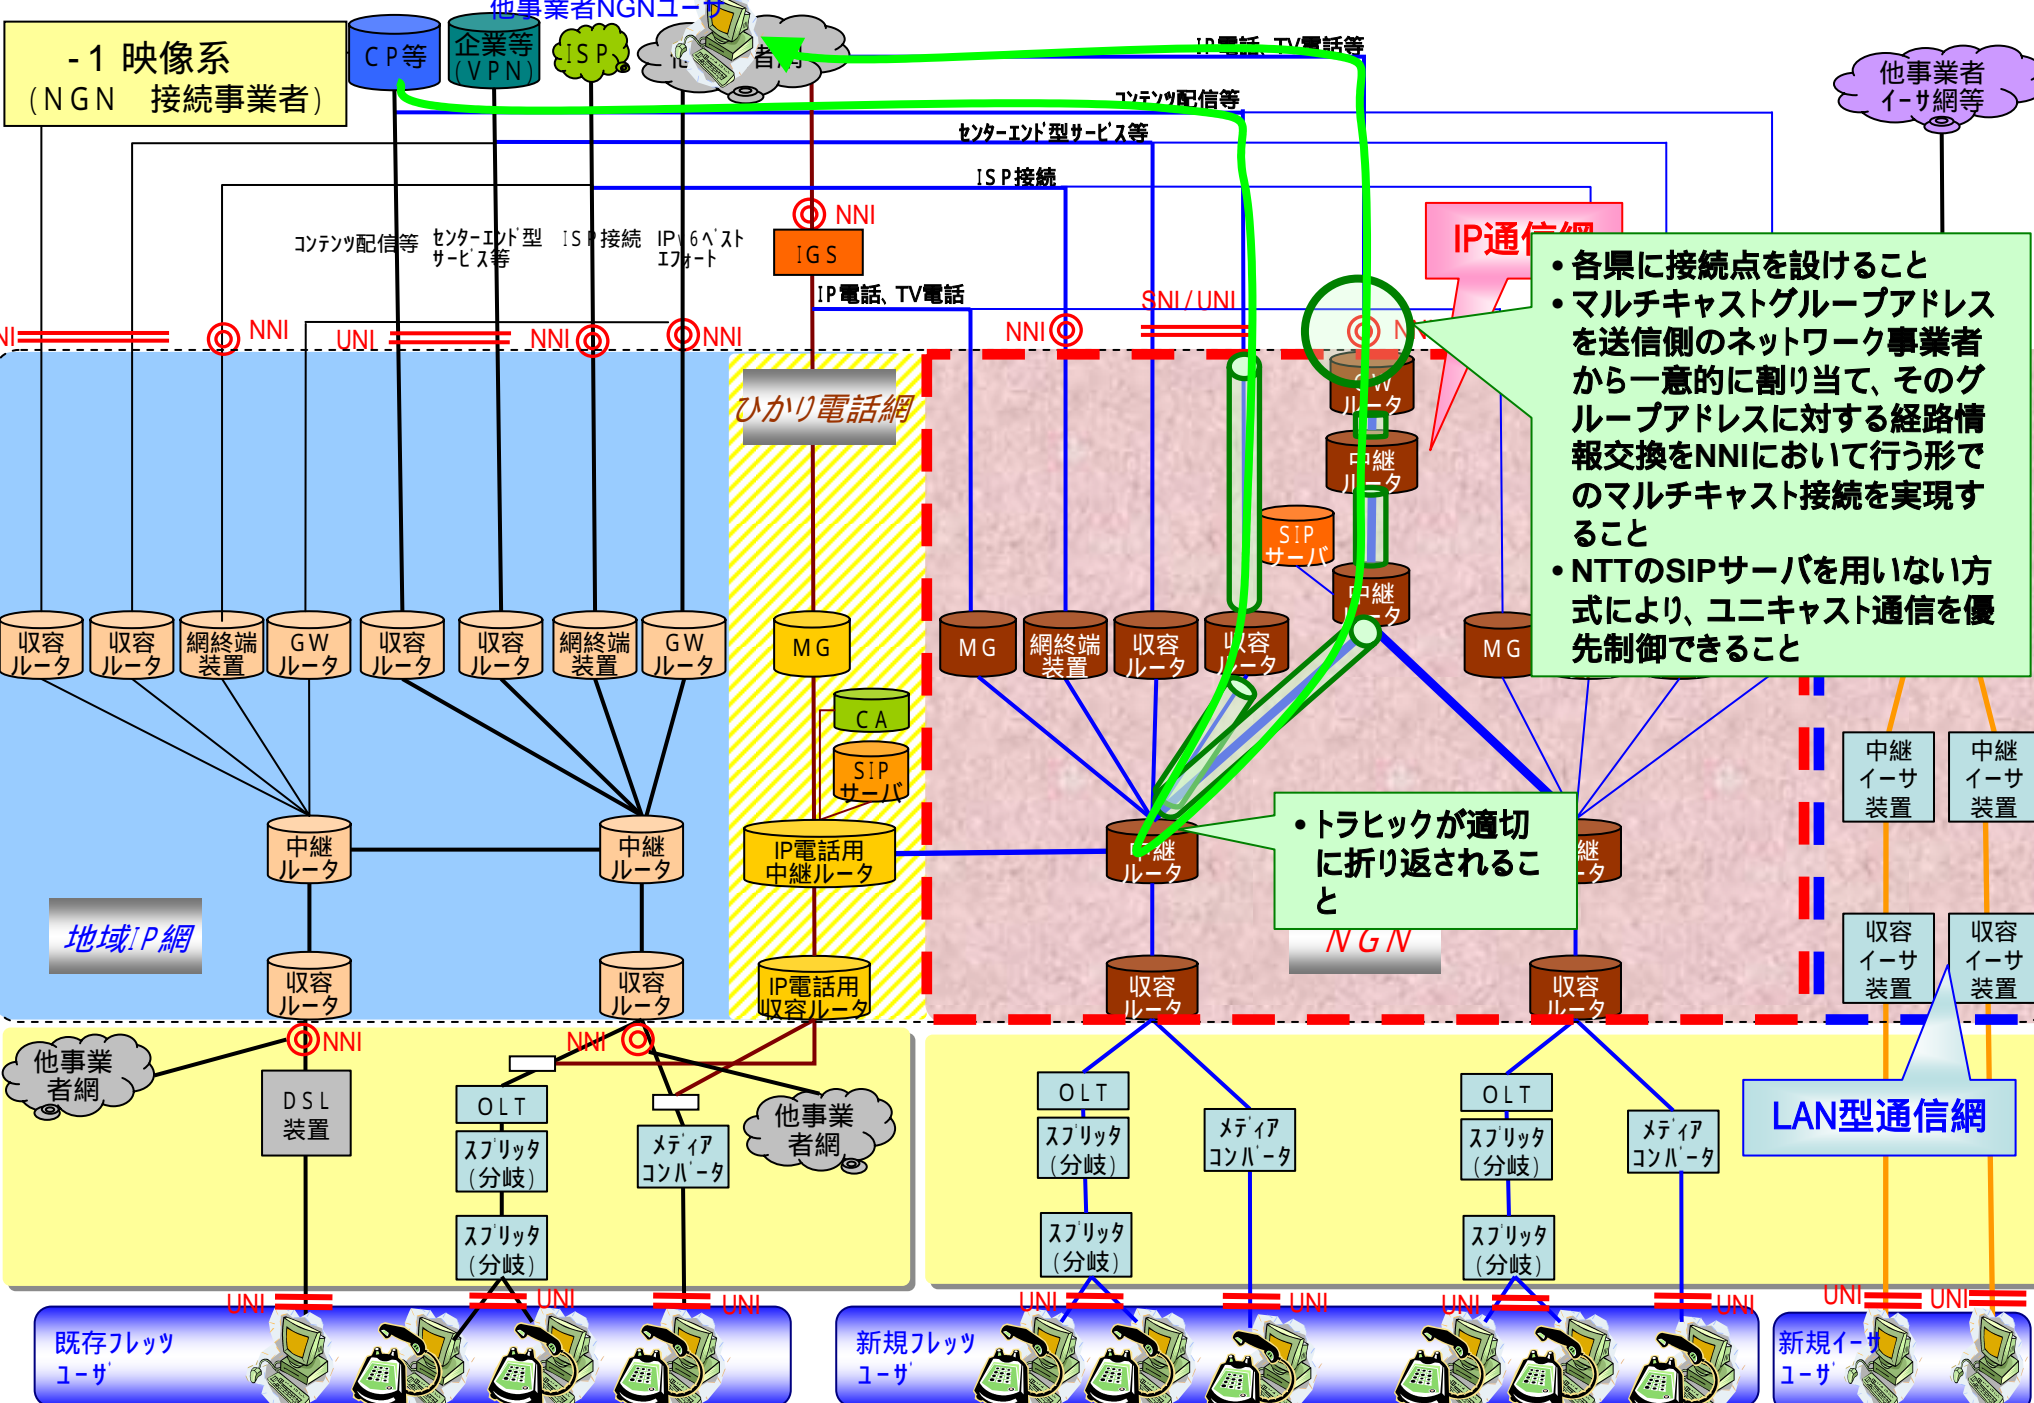 他事業者NGNユーザ
-1 映像系
(NGN 接続事業者)
CP等
企業等
(VPN)
ISP
者網
IP電話、TV電話等
他事業者
イーサ網等
コンテンツ配信等
センターエンド型サービス等
ISP接続
NNI
IGS
コンテンツ配信等
センターエンド型
サービス等
ISP接続
IPv6ベスト
エフォート
IP電話、TV電話
IP通信網
SNI/UNI
NNI
UNI
NNI
NNI
NNI
・各県に接続点を設けること
・マルチキャストグループアドレス
を送信側のネットワーク事業者
から一意的に割り当て、そのグ
ループアドレスに対する経路情
報交換をNNIにおいて行う形で
のマルチキャスト接続を実現す
ること
・NTTのSIPサーバを用いない方
式により、ユニキャスト通信を優
先制御できること
ひかり電話網
GW
ルータ
中継
ルータ
SIP
サーバ
中継
ルータ
収容
ルータ
収容
ルータ
網終端
装置
GW
ルータ
収容
ルータ
収容
ルータ
網終端
装置
GW
ルータ
MG
MG
網終端
装置
収容
ルータ
収容
ルータ
MG
CA
SIP
サーバ
中継
イーサ
装置
中継
イーサ
装置
中継
ルータ
中継
ルータ
IP電話用
中継ルータ
中継
ルータ
・トラヒックが適切
に折り返されるこ
と
継
ータ
地域IP網
NGN
収容
イーサ
装置
収容
イーサ
装置
収容
ルータ
収容
ルータ
IP電話用
収容ルータ
収容
ルータ
収容
ルータ
NNI
NNI
他事業
者網
DSL
装置
OLT
スプリッタ
(分岐)
スプリッタ
(分岐)
メディア
コンバータ
他事業
者網
OLT
スプリッタ
(分岐)
スプリッタ
(分岐)
メディア
コンバータ
OLT
スプリッタ
(分岐)
スプリッタ
(分岐)
メディア
コンバータ
LAN型通信網
UNI
UNI
UNI
UNI
UNI
UNI
UNI
UNI
UNI
既存フレッツ
ユーザ
新規フレッツ
ユーザ
新規イーサ
ユーザ